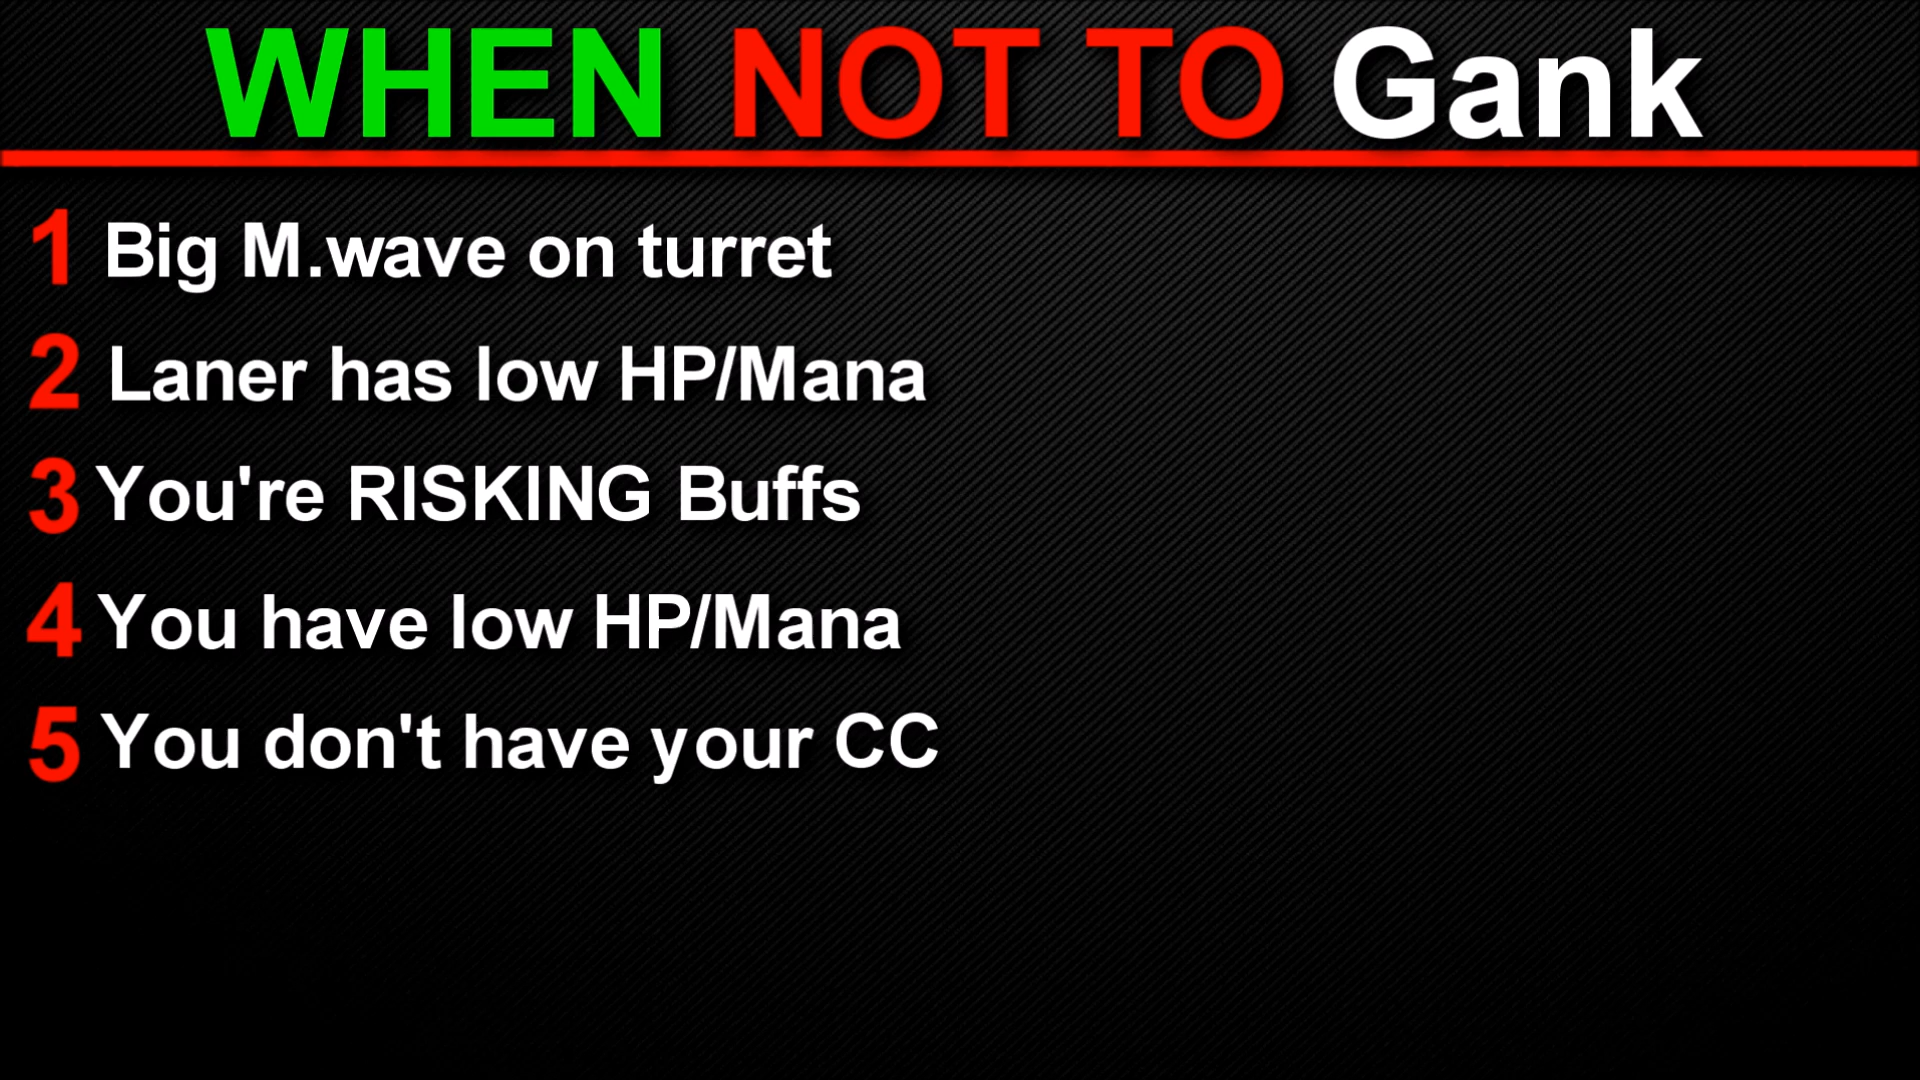 WHEN NOT TO Gank
1 Big M.wave on turret
2 Laner has low HP/Mana
3 You're RISKING Buffs
4 You have low HP/Mana
5 You don't have your CC